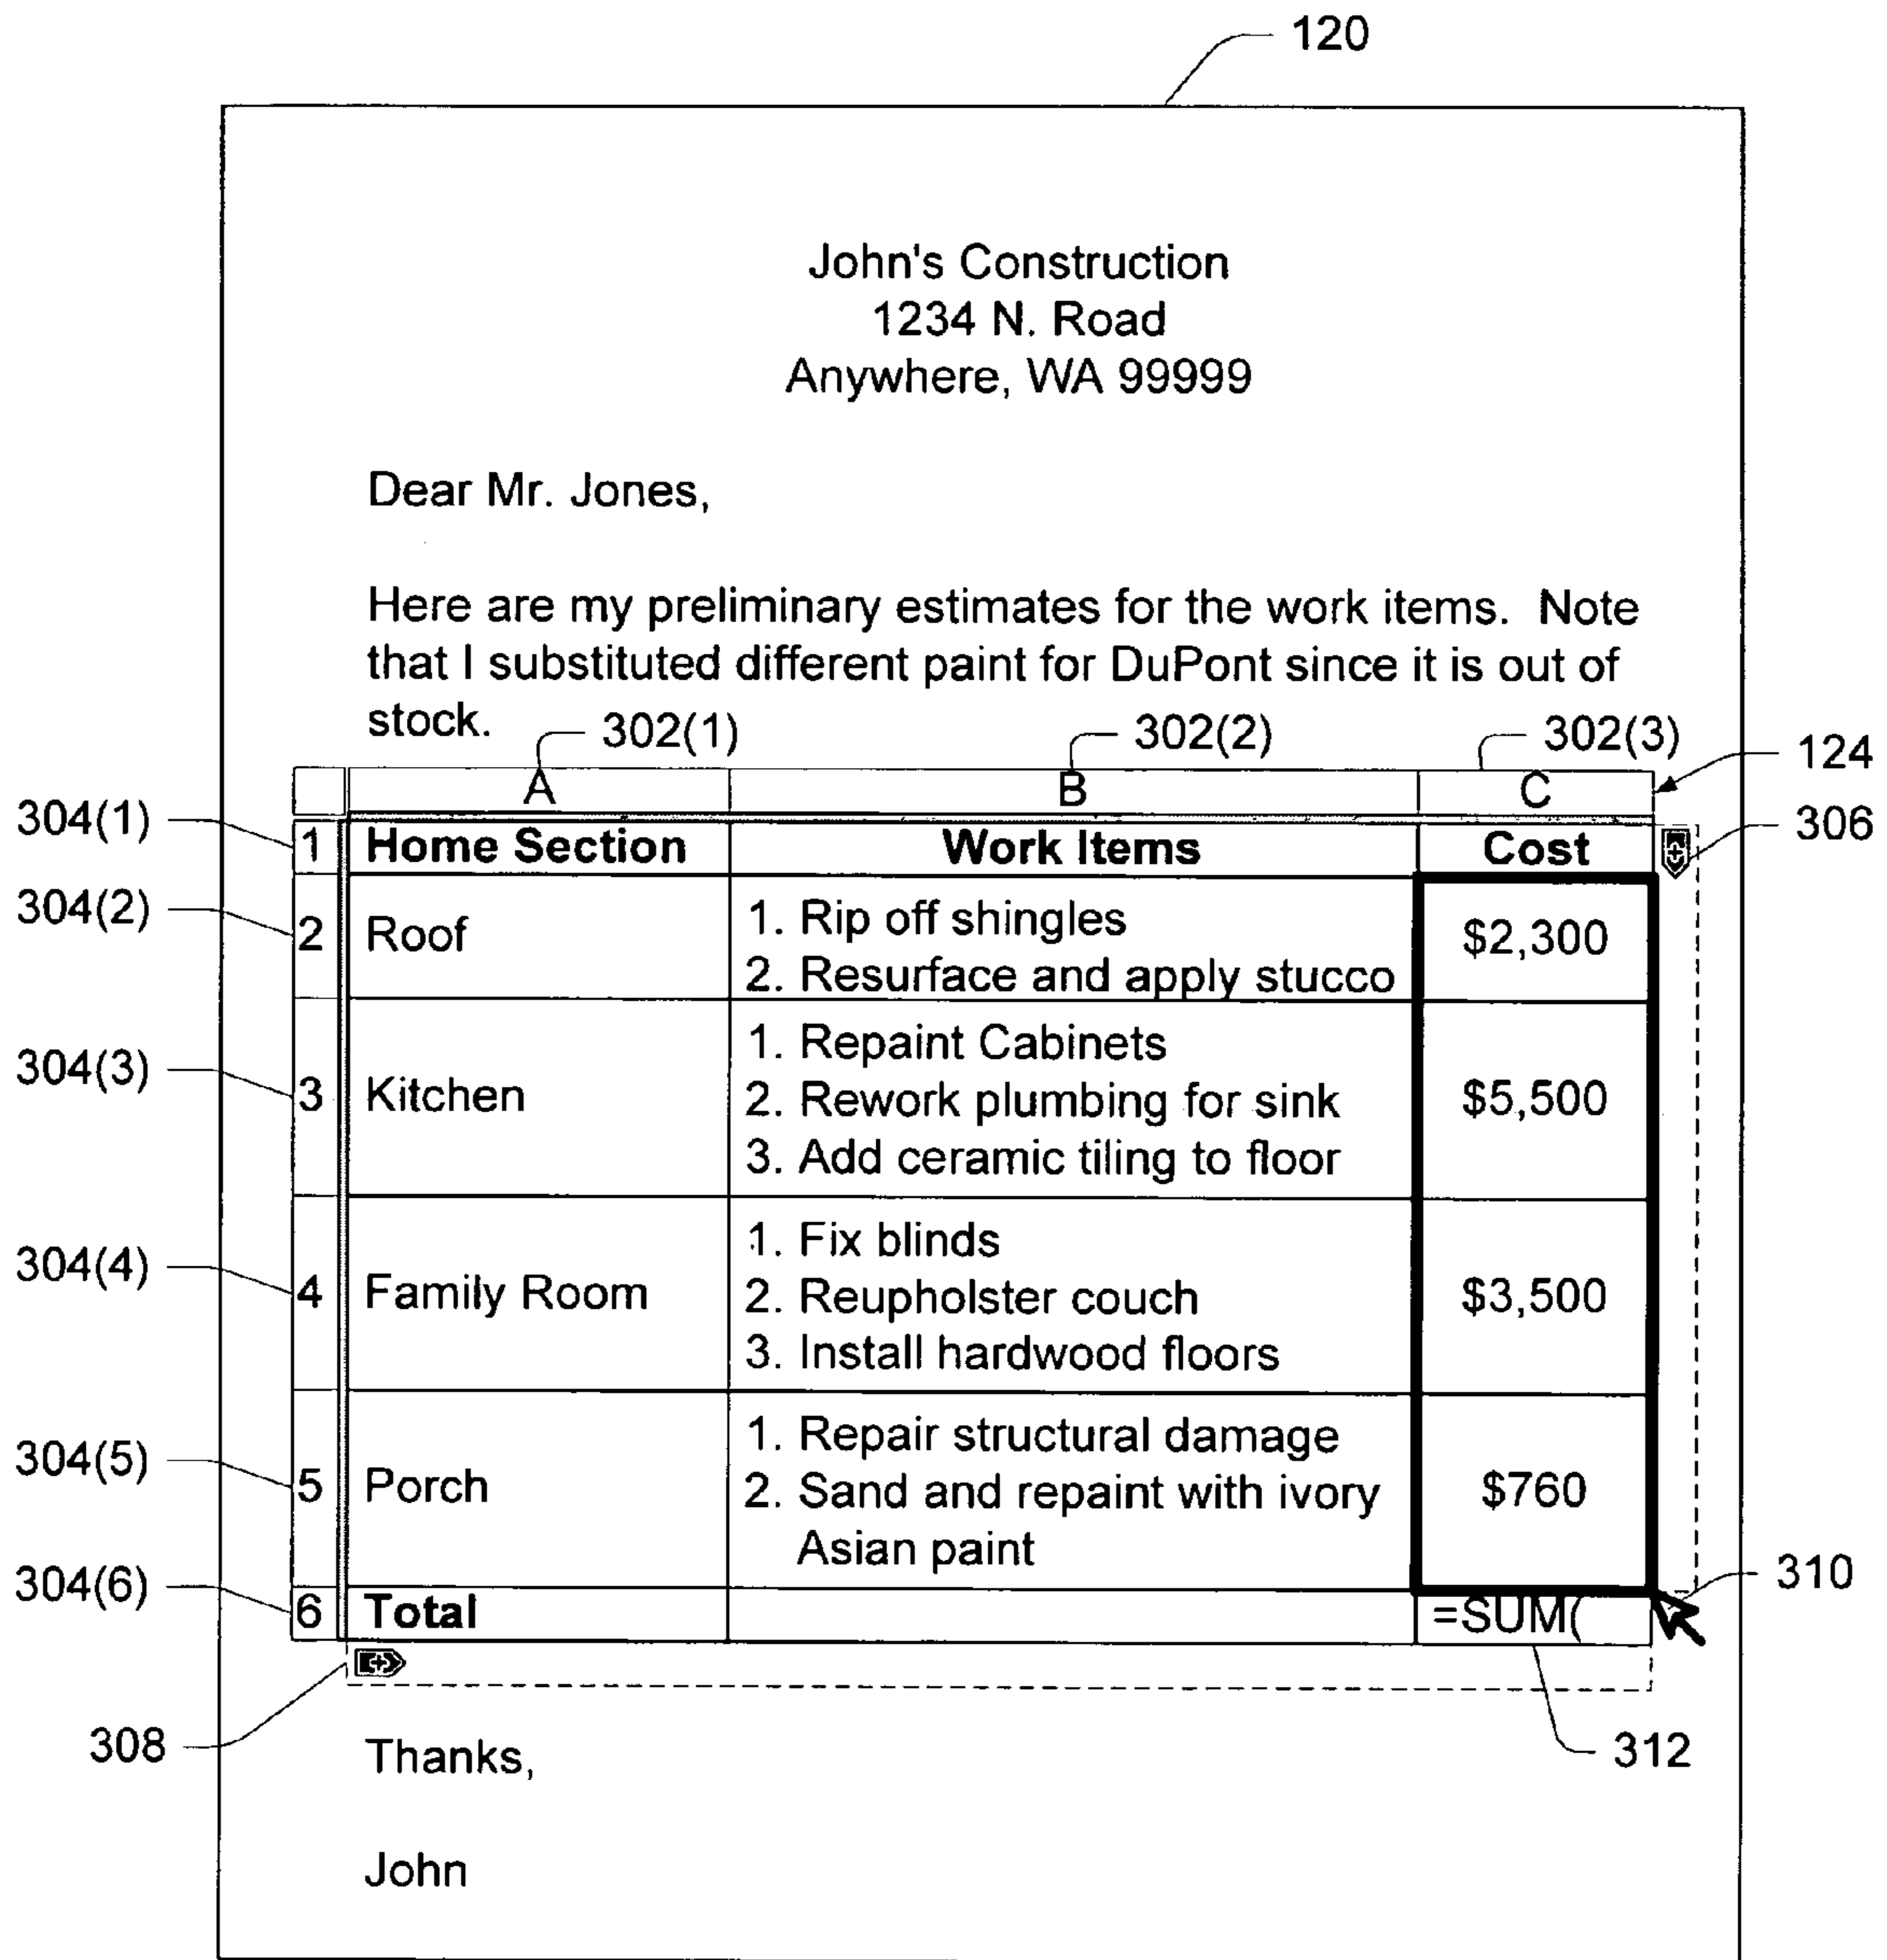 120
John's Construction
1234 N. Road
Anywhere, WA 99999
Dear Mr. Jones,
Here are my preliminary estimates for the work items.  Note
that I substituted different paint for DuPont since it is out of
stock.
302(1)
302(2)
302(3)
124
A
B
C
304(1)
1
Home Section
Work Items
Cost
306
304(2)
2
Roof
1. Rip off shingles
2. Resurface and apply stucco
$2,300
304(3)
3
Kitchen
1. Repaint Cabinets
2. Rework plumbing for sink
3. Add ceramic tiling to floor
$5,500
304(4)
4
Family Room
1. Fix blinds
2. Reupholster couch
3. Install hardwood floors
$3,500
304(5)
5
Porch
1. Repair structural damage
2. Sand and repaint with ivory
Asian paint
$760
304(6)
6
Total
=SUM(
310
308
312
Thanks,
John